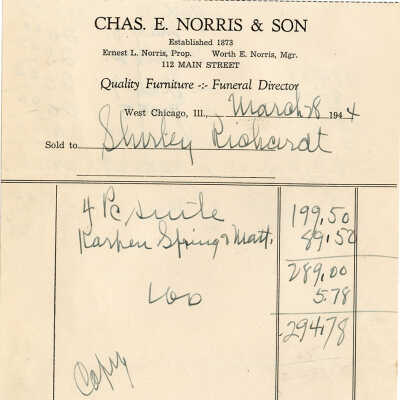 CHAS. E. NORRIS & SON
Established 1873
Ernest L. Norris, Prop. Worth E. Norris, Mgr.
112 MAIN STREET
Quality Furniture -:- Funeral Director
West Chicago, Ill., March 8 1944
Sold to Shirley Richardt
4 Pc suite 199.50
Karpen Spring & Matt. 89.50
289.00
100 5.78
294.78
Copy